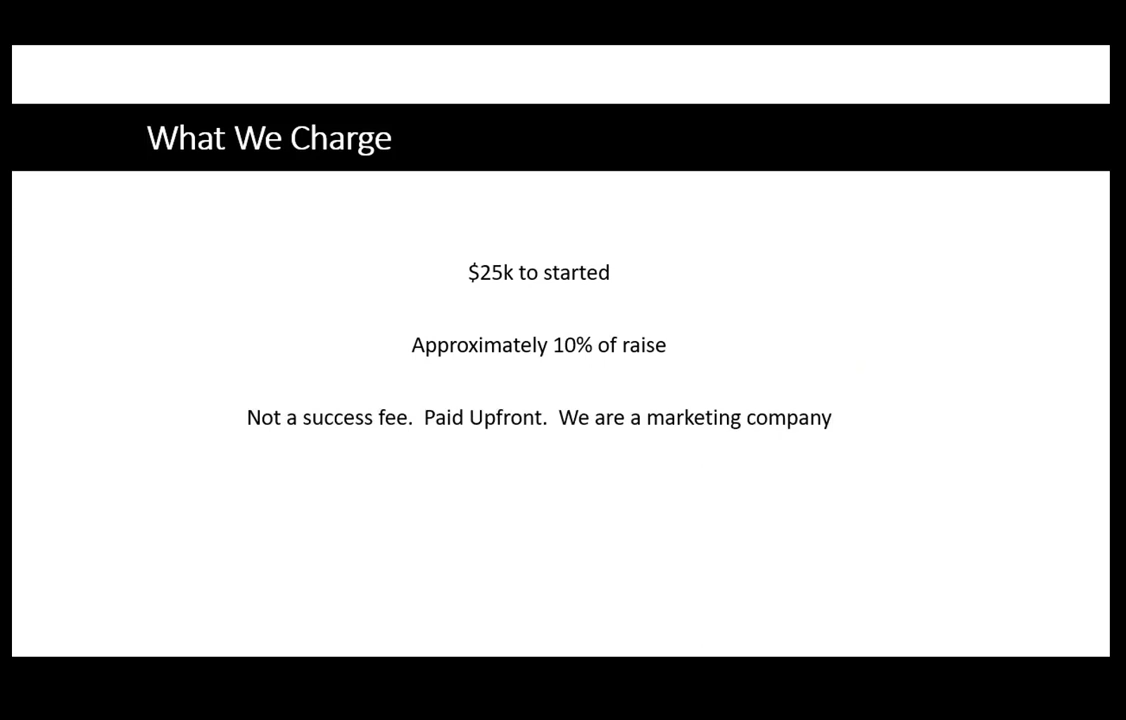 What We Charge
$25k to started
Approximately 10% of raise
Not a success fee.  Paid Upfront.  We are a marketing company